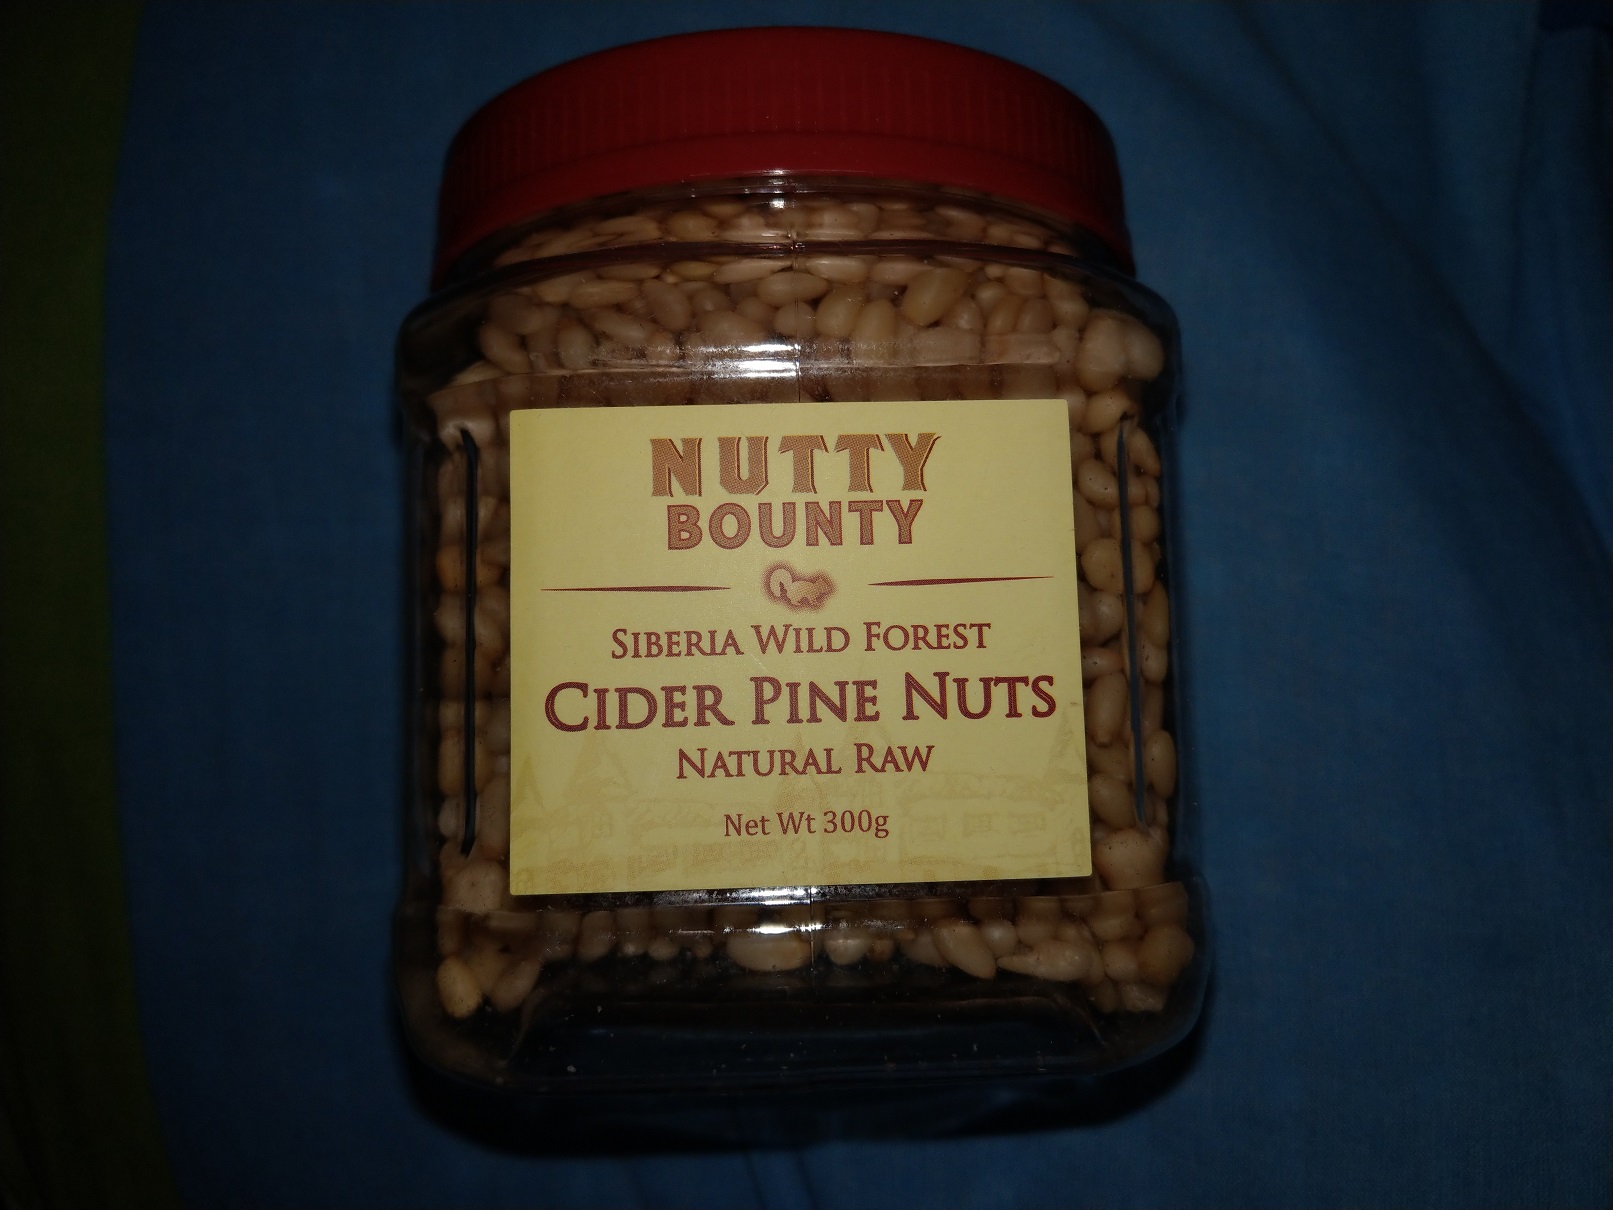 NUTTY
BOUNTY
SIBERIA WILD FOREST
CIDER PINE NUTS
NATURAL RAW
Net Wt 300g